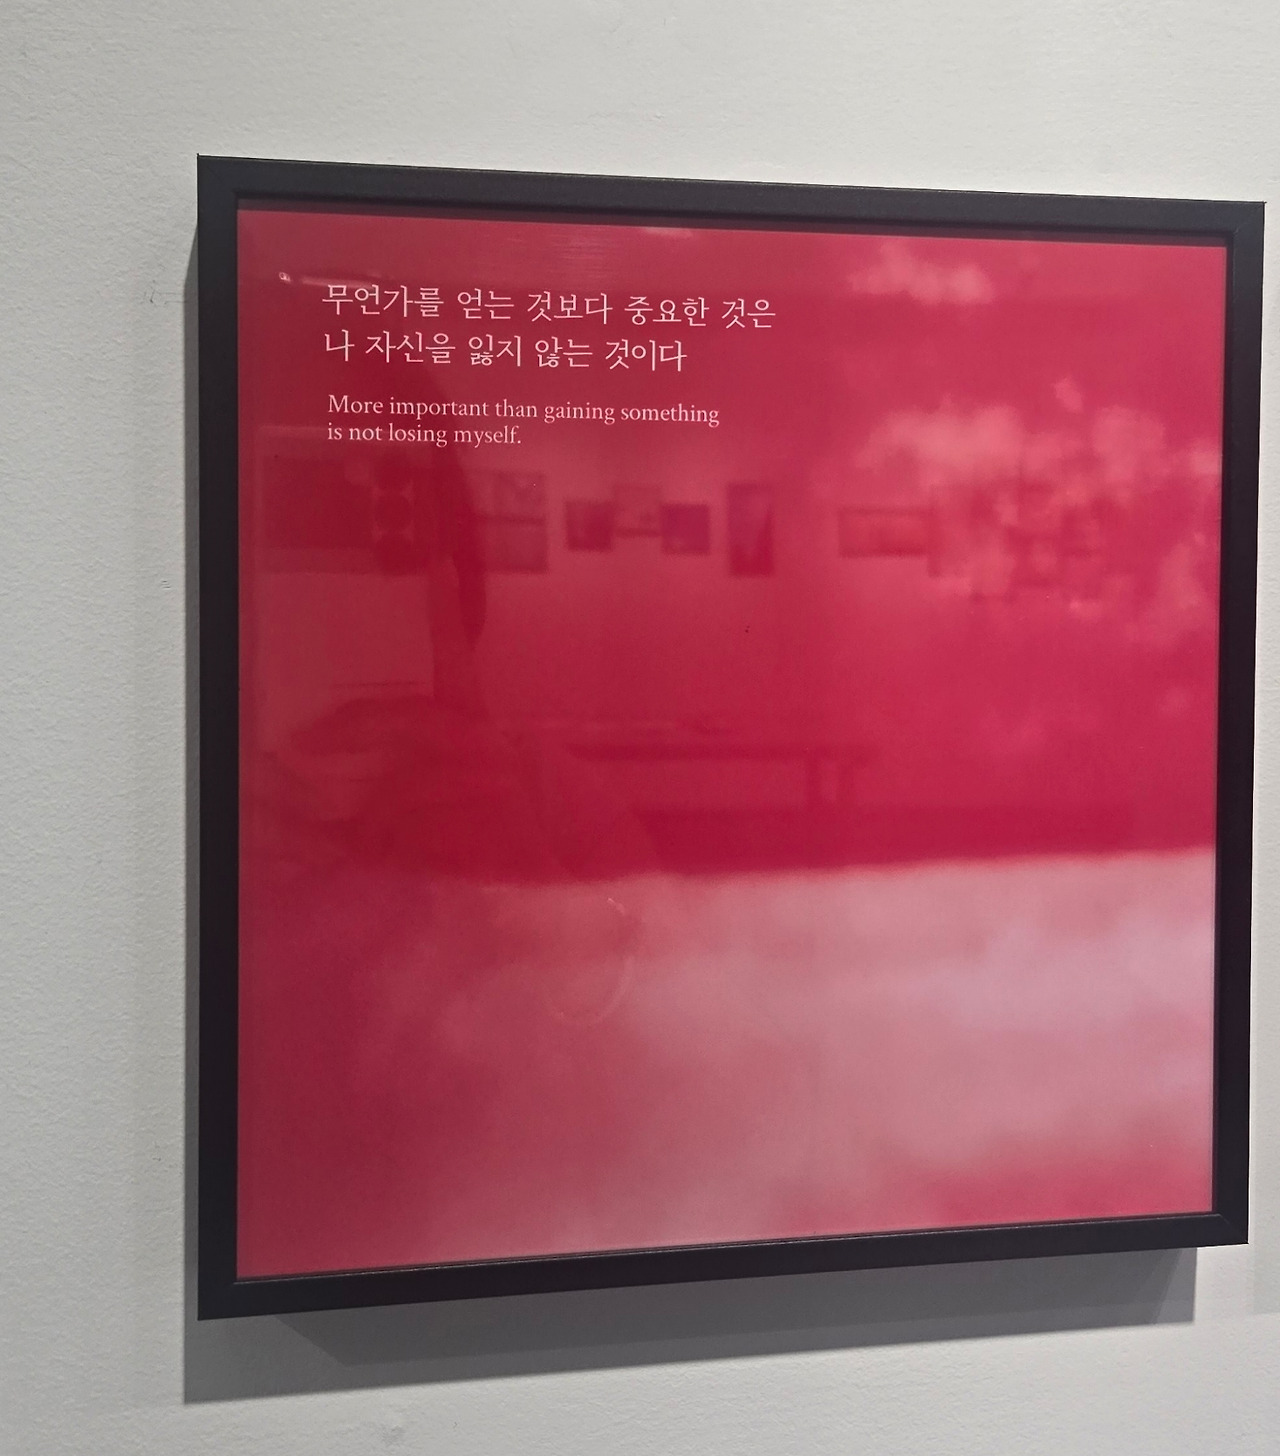 무언가를 얻는 것보다 중요한 것은
나 자신을 잃지 않는 것이다
More important than gaining something
is not losing myself.